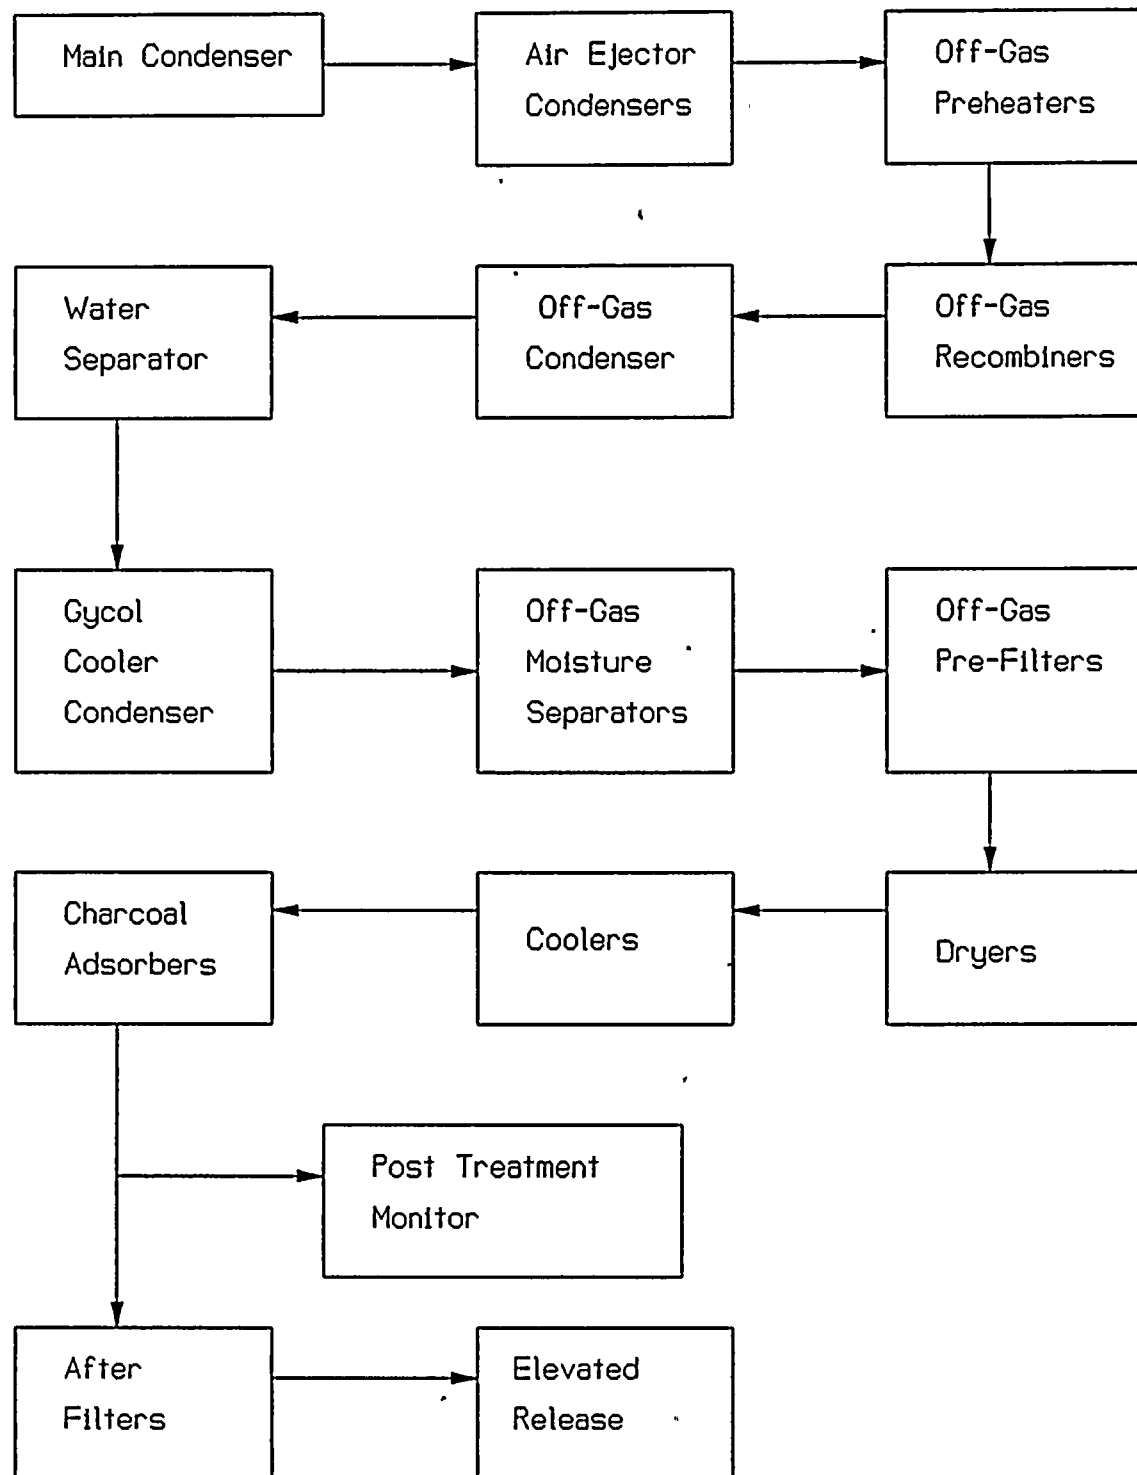 Main Condenser
Air Ejector
Condensers
Off-Gas
Preheaters
Water
Separator
Off-Gas
Condenser
Off-Gas
Recombiners
Gycol
Cooler
Condenser
Off-Gas
Moisture
Separators
Off-Gas
Pre-Filters
Charcoal
Adsorbers
Coolers
Dryers
Post Treatment
Monitor
After
Filters
Elevated
Release